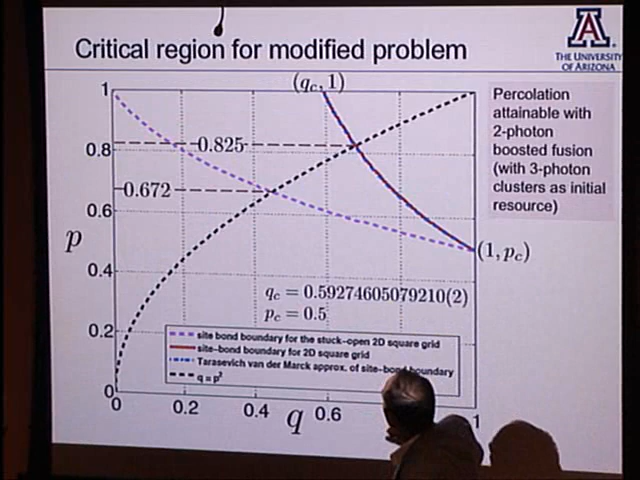 Critical region for modified problem
A
THE UNIVERSITY
OF ARIZONA
(q_c, 1)
Percolation
attainable with
2-photon
boosted fusion
(with 3-photon
clusters as initial
resource)
1
0.825
0.8
0.672
0.6
p
(1, p_c)
0.4
q_c = 0.59274605079210(2)
p_c = 0.5
0.2
site bond boundary for the stuck-open 2D square grid
site-bond boundary for 2D square grid
Tarasevich van der Marck approx. of site-bond boundary
q = p²
0
0 0.2 0.4 q 0.6 1